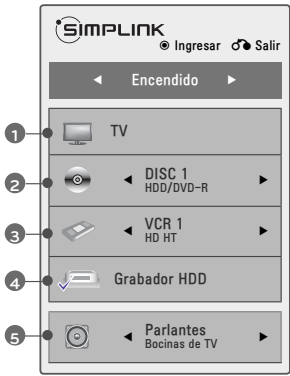 SIMPLINK
Ingresar Salir
Encendido
1 TV
2 DISC 1
HDD/DVD-R
3 VCR 1
HD HT
4 Grabador HDD
5 Parlantes
Bocinas de TV